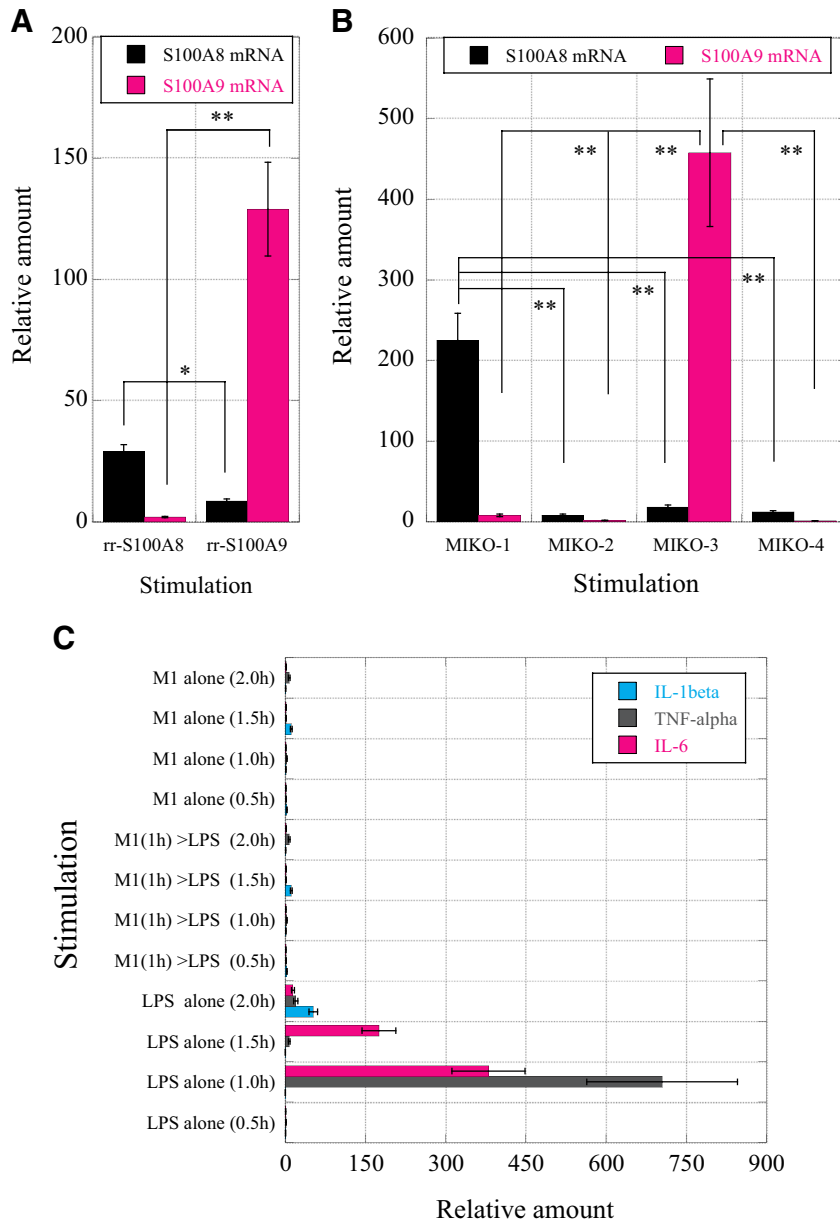 A
200
150
100
50
0
Relative amount
S100A8 mRNA
S100A9 mRNA
**
*
rr-S100A8 rr-S100A9
Stimulation
B
600
500
400
300
200
100
0
Relative amount
S100A8 mRNA S100A9 mRNA
** ** **
** ** **
MIKO-1 MIKO-2 MIKO-3 MIKO-4
Stimulation
C
Stimulation
M1 alone (2.0h)
M1 alone (1.5h)
M1 alone (1.0h)
M1 alone (0.5h)
M1(1h) >LPS (2.0h)
M1(1h) >LPS (1.5h)
M1(1h) >LPS (1.0h)
M1(1h) >LPS (0.5h)
LPS alone (2.0h)
LPS alone (1.5h)
LPS alone (1.0h)
LPS alone (0.5h)
IL-1beta
TNF-alpha
IL-6
0 150 300 450 600 750 900
Relative amount